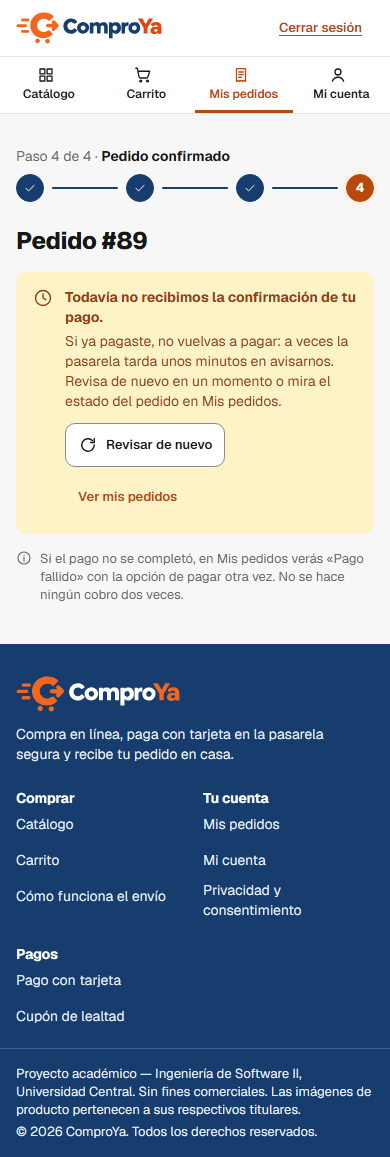 ComproYa
Cerrar sesión
Catálogo
Carrito
Mis pedidos
Mi cuenta
Paso 4 de 4 · Pedido confirmado
4
Pedido #89
Todavía no recibimos la confirmación de tu
pago.
Si ya pagaste, no vuelvas a pagar: a veces la
pasarela tarda unos minutos en avisarnos.
Revisa de nuevo en un momento o mira el
estado del pedido en Mis pedidos.
Revisar de nuevo
Ver mis pedidos
Si el pago no se completó, en Mis pedidos verás «Pago
fallido» con la opción de pagar otra vez. No se hace
ningún cobro dos veces.
ComproYa
Compra en línea, paga con tarjeta en la pasarela
segura y recibe tu pedido en casa.
Comprar
Catálogo
Carrito
Cómo funciona el envío
Tu cuenta
Mis pedidos
Mi cuenta
Privacidad y
consentimiento
Pagos
Pago con tarjeta
Cupón de lealtad
Proyecto académico — Ingeniería de Software II,
Universidad Central. Sin fines comerciales. Las imágenes de
producto pertenecen a sus respectivos titulares.
© 2026 ComproYa. Todos los derechos reservados.